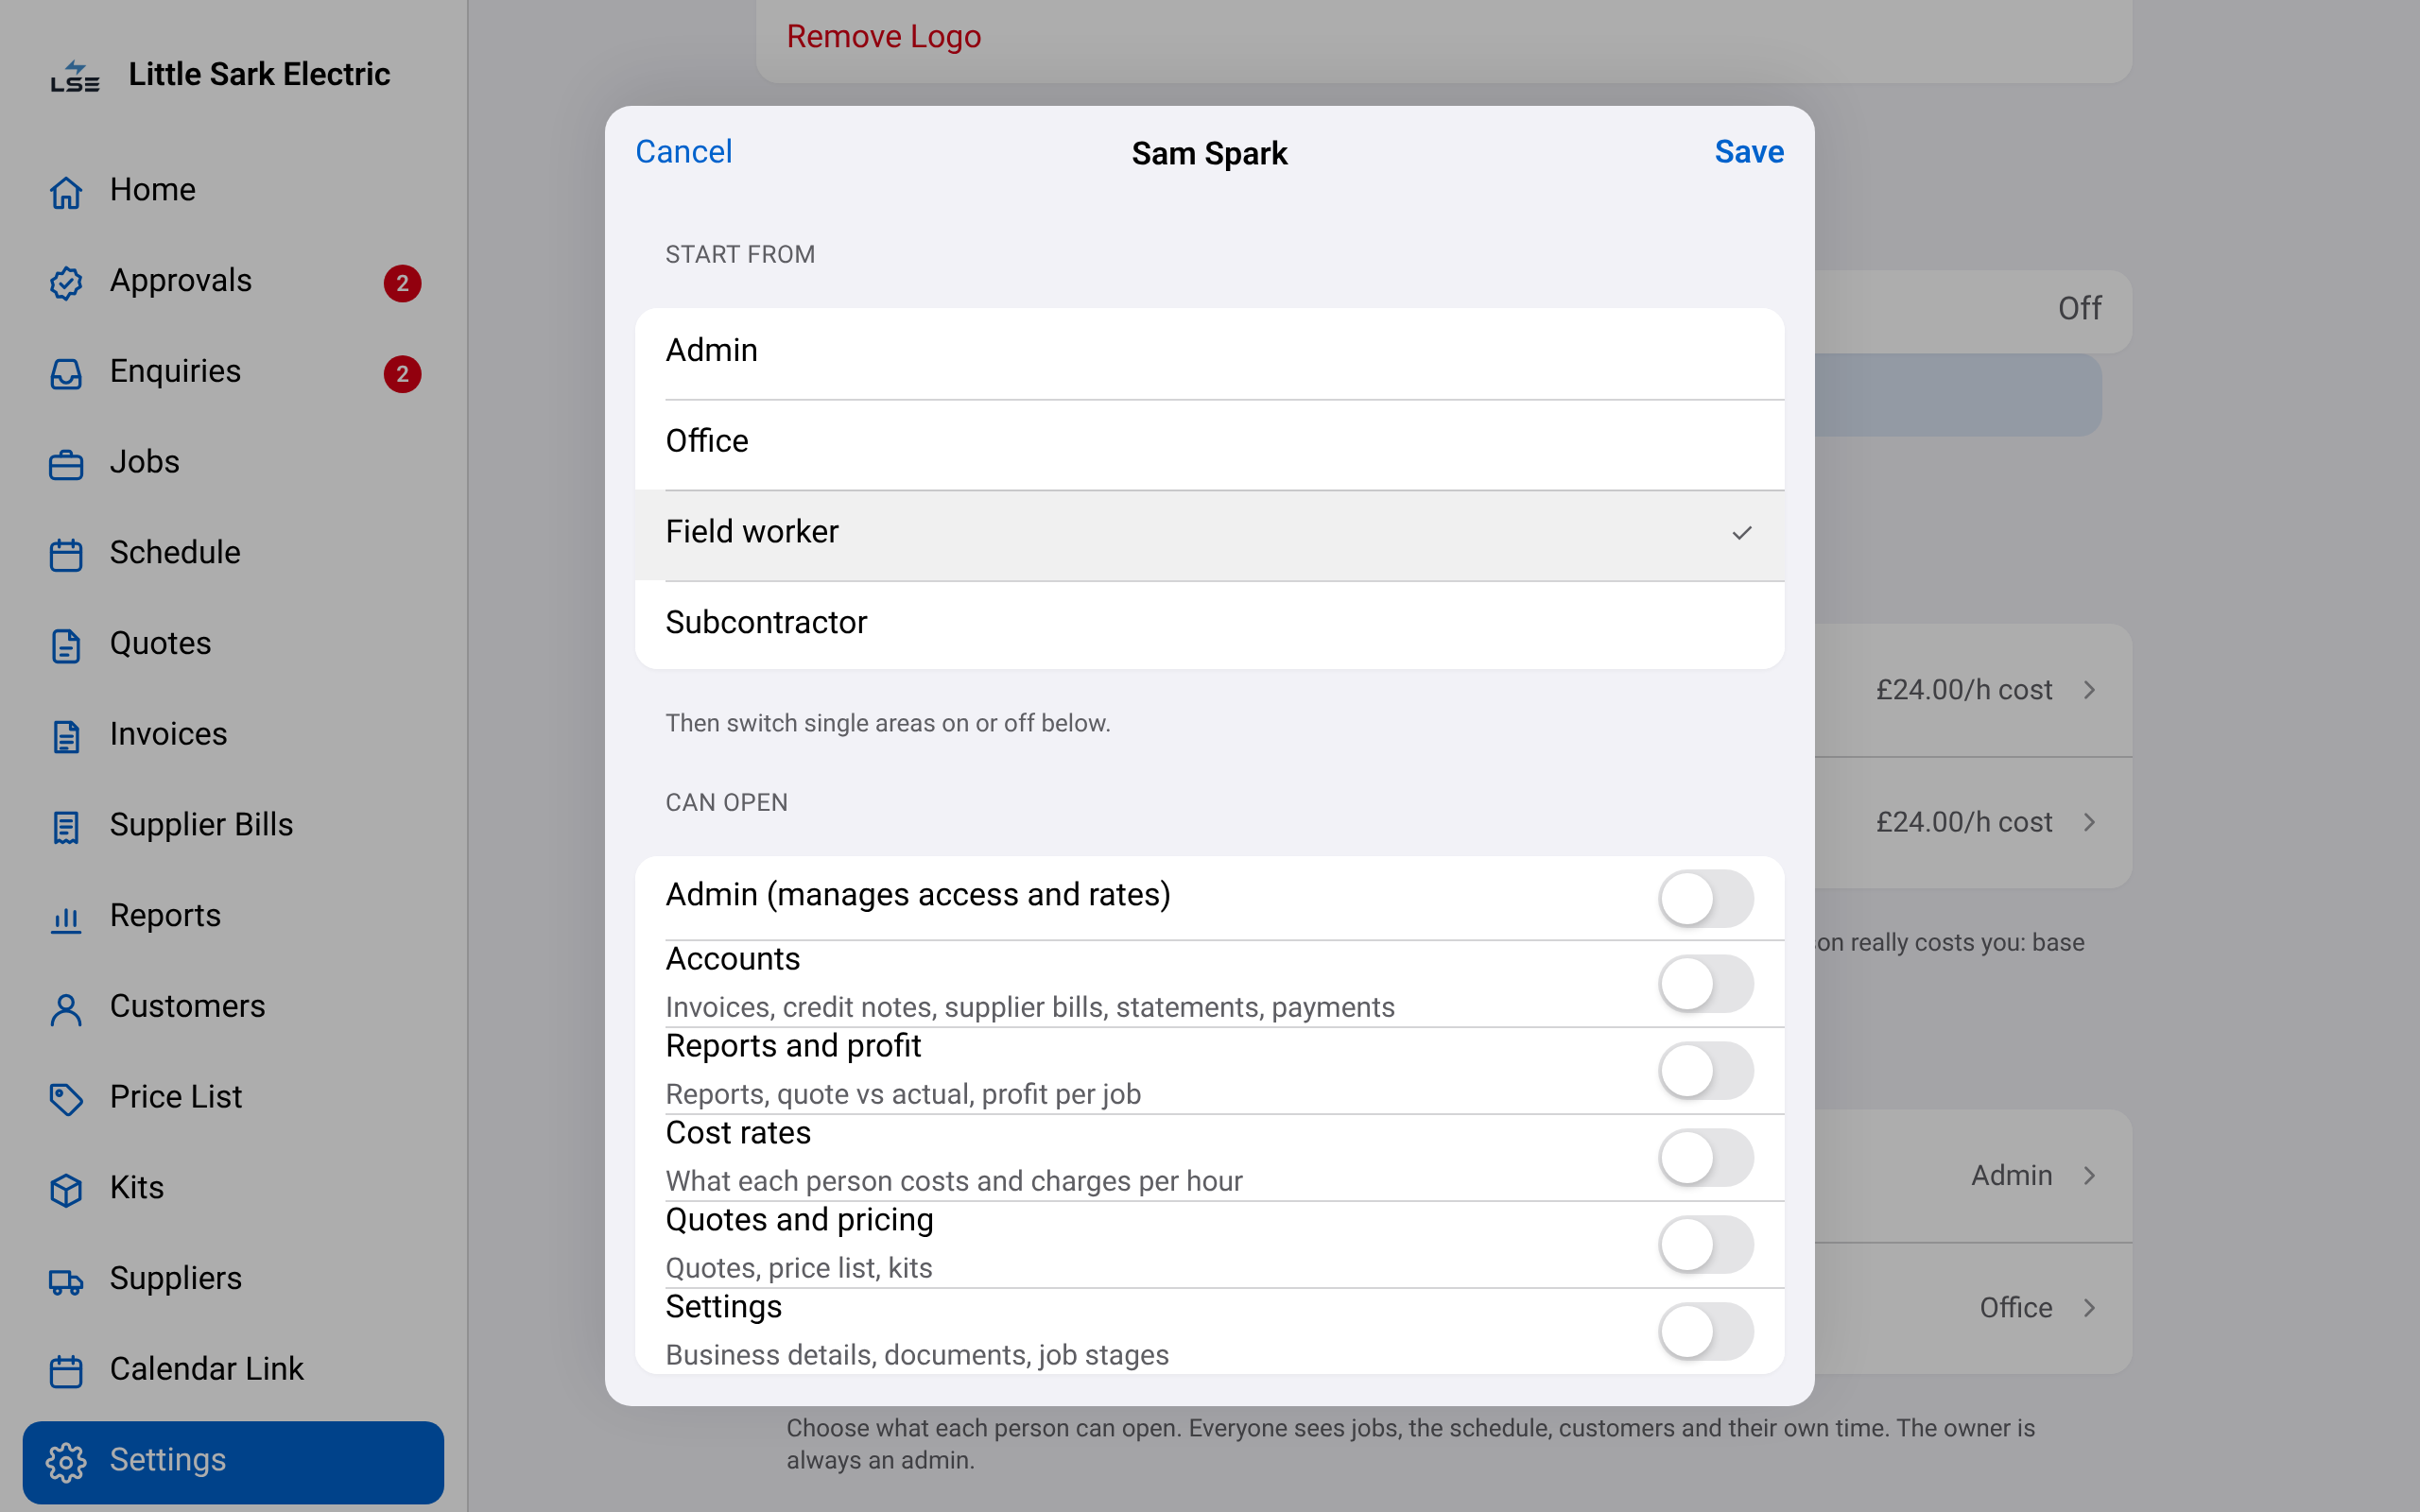 LSE
Little Sark Electric
Home
Approvals
2
Enquiries
2
Jobs
Schedule
Quotes
Invoices
Supplier Bills
Reports
Customers
Price List
Kits
Suppliers
Calendar Link
Settings
Remove Logo
Cancel
Sam Spark
Save
START FROM
Admin
Office
Field worker
Subcontractor
Then switch single areas on or off below.
CAN OPEN
Admin (manages access and rates)
Accounts
Invoices, credit notes, supplier bills, statements, payments
Reports and profit
Reports, quote vs actual, profit per job
Cost rates
What each person costs and charges per hour
Quotes and pricing
Quotes, price list, kits
Settings
Business details, documents, job stages
Off
£24.00/h cost
£24.00/h cost
really costs you: base
Admin
Office
Choose what each person can open. Everyone sees jobs, the schedule, customers and their own time. The owner is
always an admin.